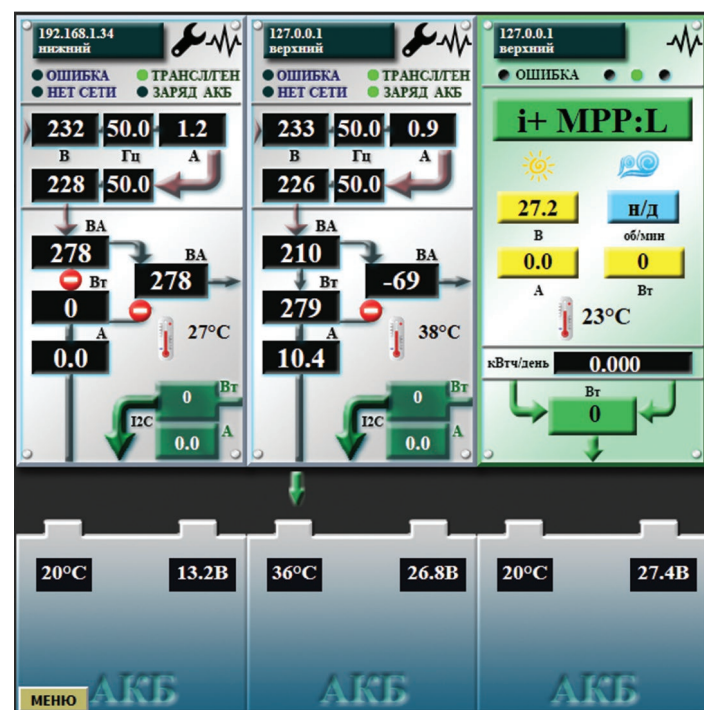 192.168.1.34
нижний
ОШИБКА ТРАНСЛ/ГЕН
НЕТ СЕТИ ЗАРЯД АКБ
232 50.0 1.2
В Гц А
228 50.0
ВА
278
ВА
278
Вт
0
А
0.0
27°C
Вт
0
I2C
А
0.0
127.0.0.1
верхний
ОШИБКА ТРАНСЛ/ГЕН
НЕТ СЕТИ ЗАРЯД АКБ
233 50.0 0.9
В Гц А
226 50.0
ВА
210
ВА
-69
Вт
279
А
10.4
38°C
Вт
0
I2C
А
0.0
127.0.0.1
верхний
ОШИБКА
i+ MPP:L
27.2 н/д
В об/мин
0.0 0
А Вт
23°C
кВтч/день 0.000
Вт
0
20°C 13.2В
АКБ
36°C 26.8В
АКБ
20°C 27.4В
АКБ
МЕНЮ